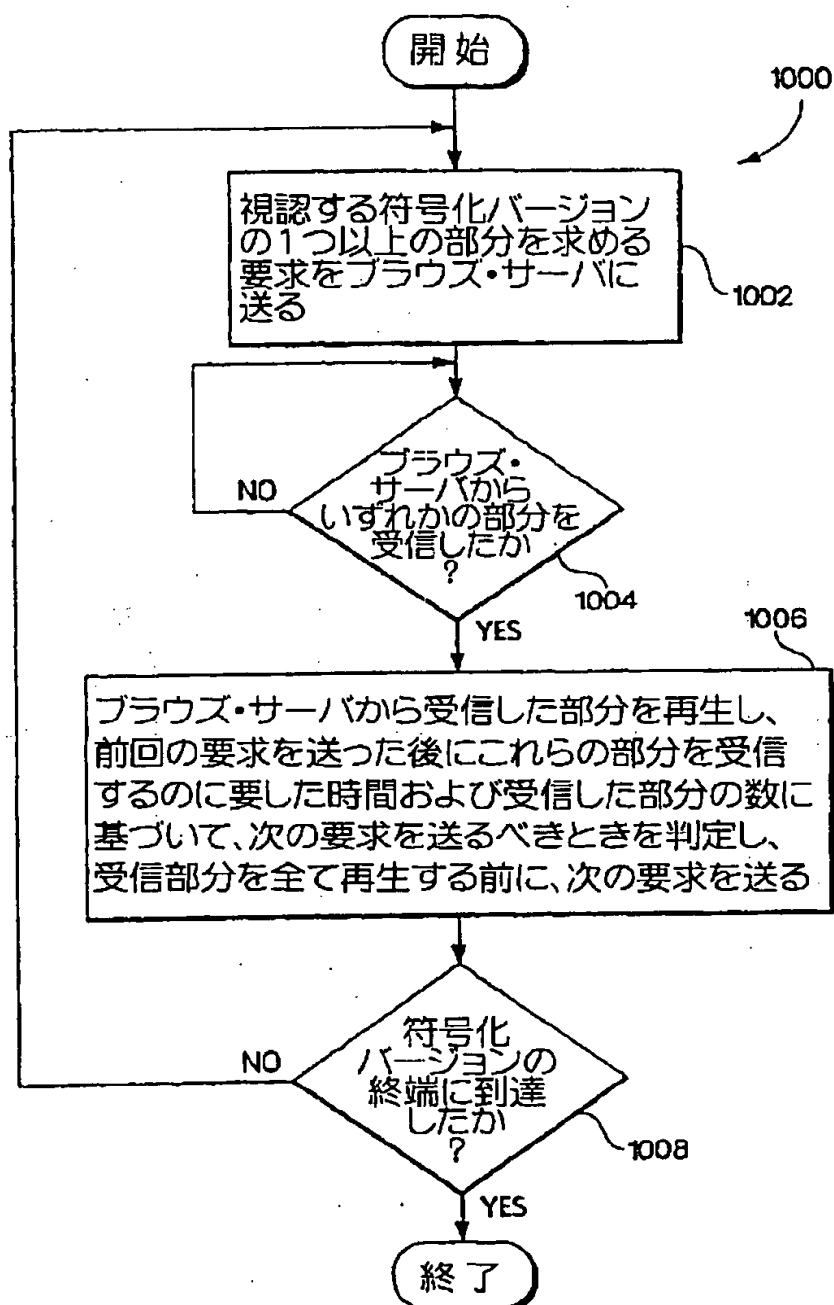 開始
1000
視認する符号化バージョン
の1つ以上の部分を求める
要求をブラウズ・サーバに
送る
1002
ブラウズ・
サーバから
いずれかの部分を
受信したか
?
NO
1004
YES
1006
ブラウズ・サーバから受信した部分を再生し、
前回の要求を送った後にこれらの部分を受信
するのに要した時間および受信した部分の数に
基づいて、次の要求を送るべきときを判定し、
受信部分を全て再生する前に、次の要求を送る
符号化
バージョンの
終端に到達
したか
?
NO
1008
YES
終了